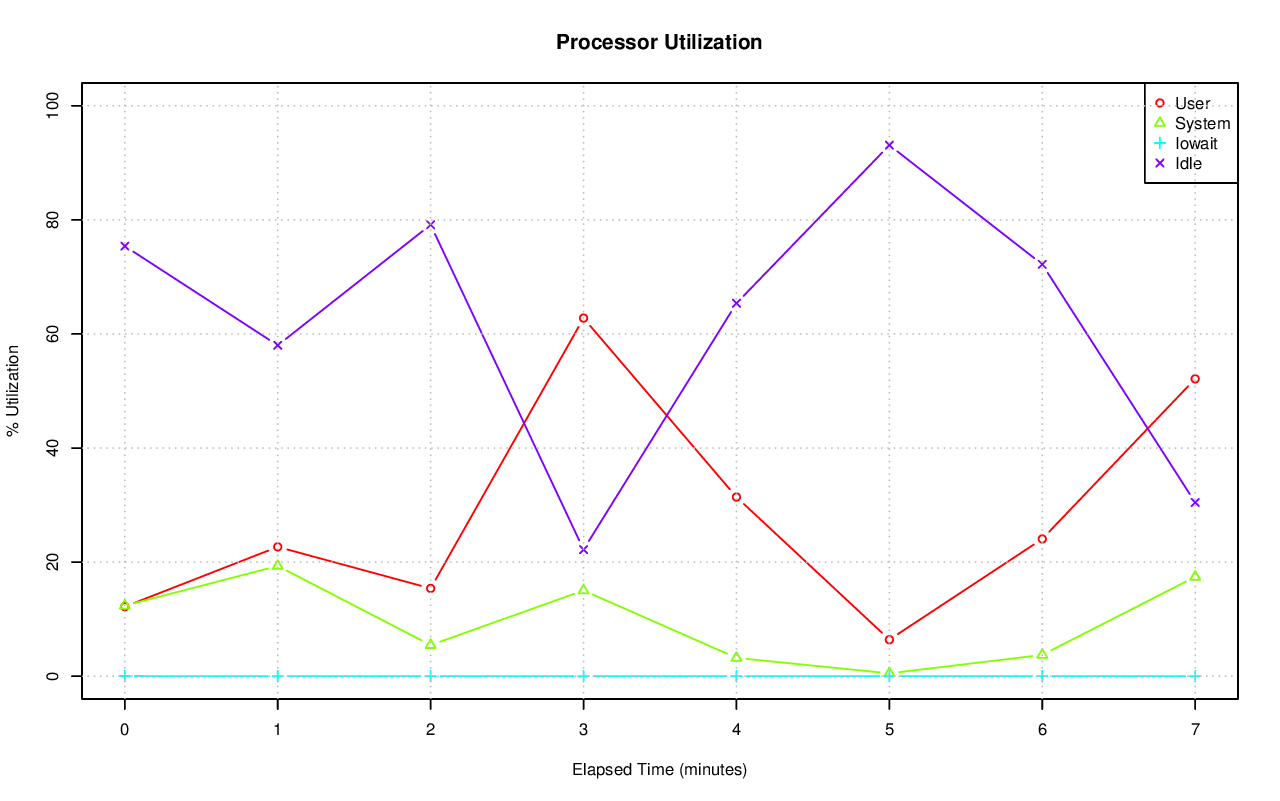 Processor Utilization
User
System
Iowait
Idle
100
80
60
40
20
0
% Utilization
0 1 2 3 4 5 6 7
Elapsed Time (minutes)